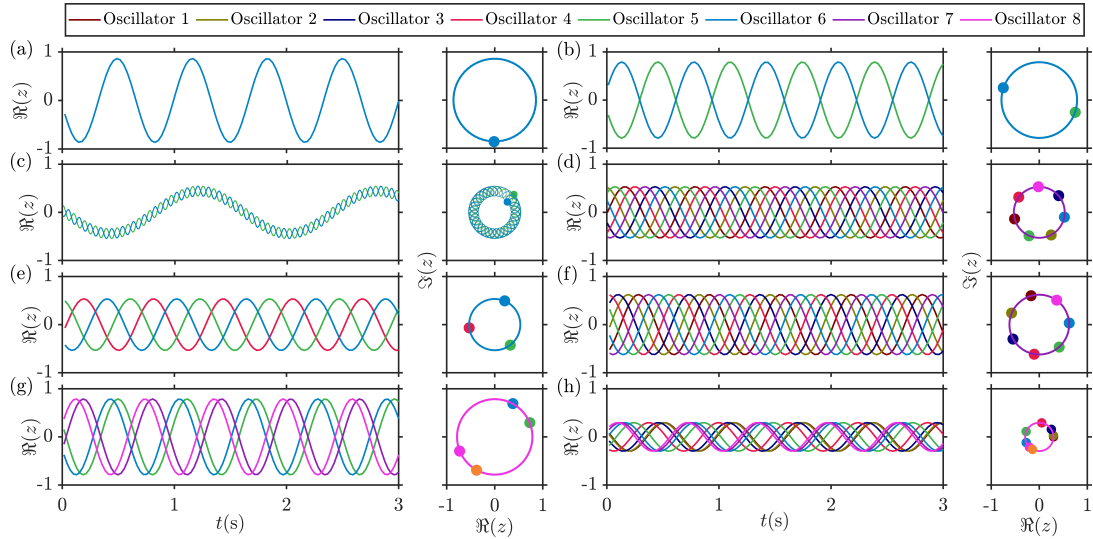 Oscillator 1 Oscillator 2 Oscillator 3 Oscillator 4 Oscillator 5 Oscillator 6 Oscillator 7 Oscillator 8
(a) 1 0 -1 ℜ(z)
(b) 1 0 -1 ℜ(z)
(c) 1 0 -1 ℜ(z)
(d) 1 0 -1 ℜ(z)
ℑ(z) ℑ(z)
(e) 1 0 -1 ℜ(z)
(f) 1 0 -1 ℜ(z)
(g) 1 0 -1 ℜ(z)
(h) 1 0 -1 ℜ(z)
0 1 2 3 -1 0 1 0 1 2 3 -1 0 1
t(s) ℜ(z) t(s) ℜ(z)